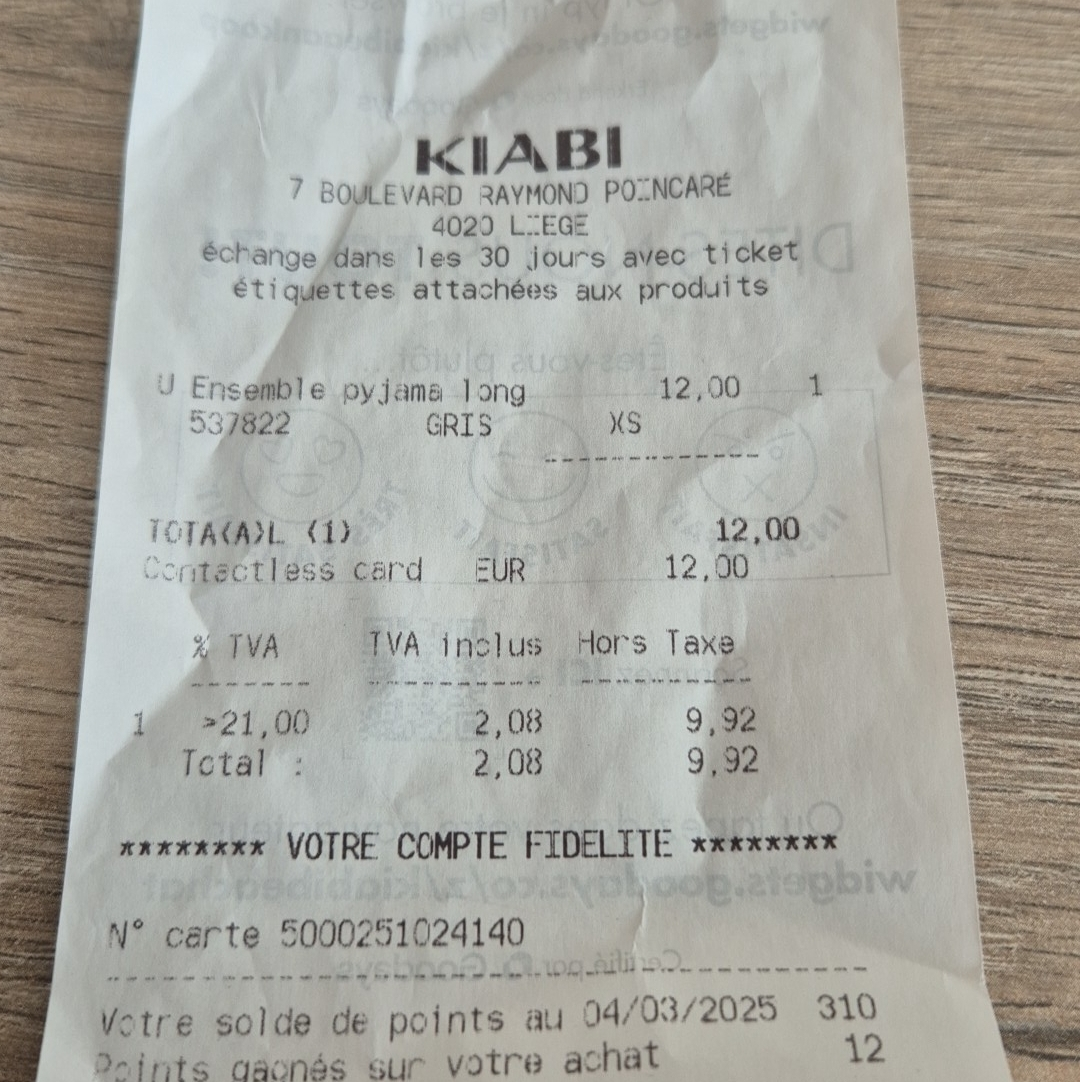 KIABI
7 BOULEVARD RAYMOND POINCARÉ
4020 LIEGE
échange dans les 30 jours avec ticket
étiquettes attachées aux produits
U Ensemble pyjama long 12,00 1
537822 GRIS XS
-------------
TOTA(A)L (1) 12,00
Contactless card EUR 12,00
% TVA TVA inclus Hors Taxe
------- ---------- ----------
1 >21,00 2,08 9,92
Total : 2,08 9,92
******** VOTRE COMPTE FIDELITE ********
N° carte 5000251024140
----------------------------------------
Votre solde de points au 04/03/2025 310
Points gagnés sur votre achat 12